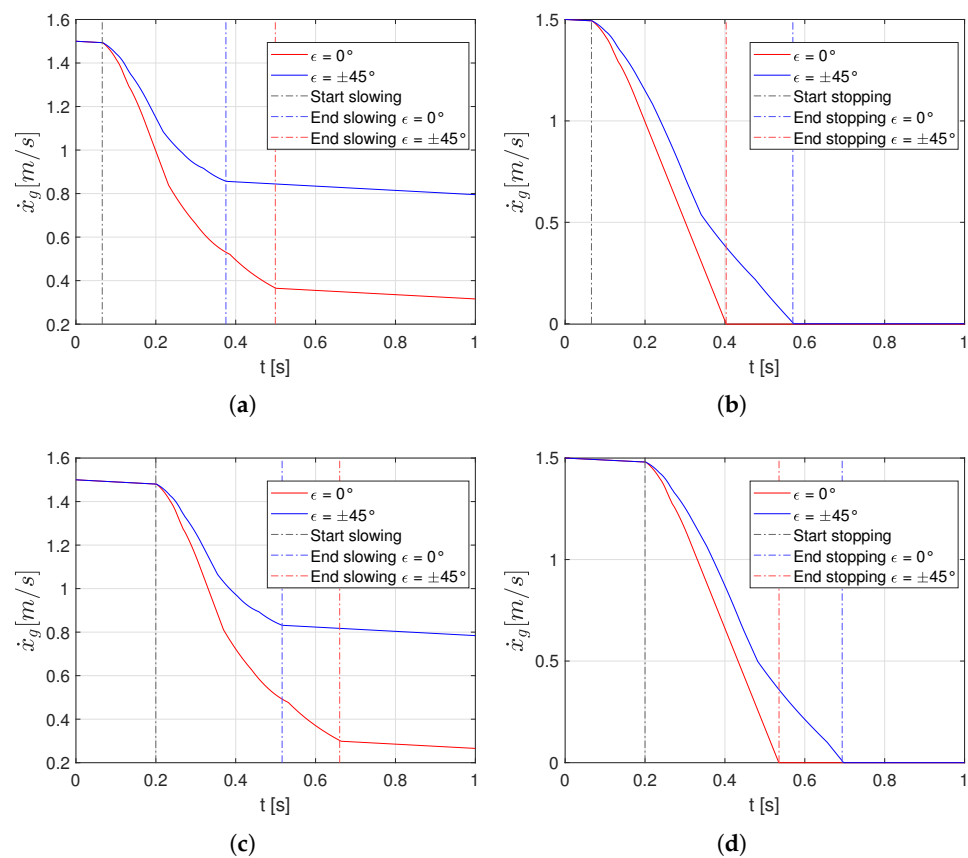 1.6
1.4
1.2
1
0.8
0.6
0.4
0.2
ẋg[m/s]
0 0.2 0.4 0.6 0.8 1
t [s]
ϵ = 0°
ϵ = ±45°
Start slowing
End slowing ϵ = 0°
End slowing ϵ = ±45°
(a)
1.5
1
0.5
0
ẋg[m/s]
0 0.2 0.4 0.6 0.8 1
t [s]
ϵ = 0°
ϵ = ±45°
Start stopping
End stopping ϵ = 0°
End stopping ϵ = ±45°
(b)
1.6
1.4
1.2
1
0.8
0.6
0.4
0.2
ẋg[m/s]
0 0.2 0.4 0.6 0.8 1
t [s]
ϵ = 0°
ϵ = ±45°
Start slowing
End slowing ϵ = 0°
End slowing ϵ = ±45°
(c)
1.5
1
0.5
0
ẋg[m/s]
0 0.2 0.4 0.6 0.8 1
t [s]
ϵ = 0°
ϵ = ±45°
Start stopping
End stopping ϵ = 0°
End stopping ϵ = ±45°
(d)